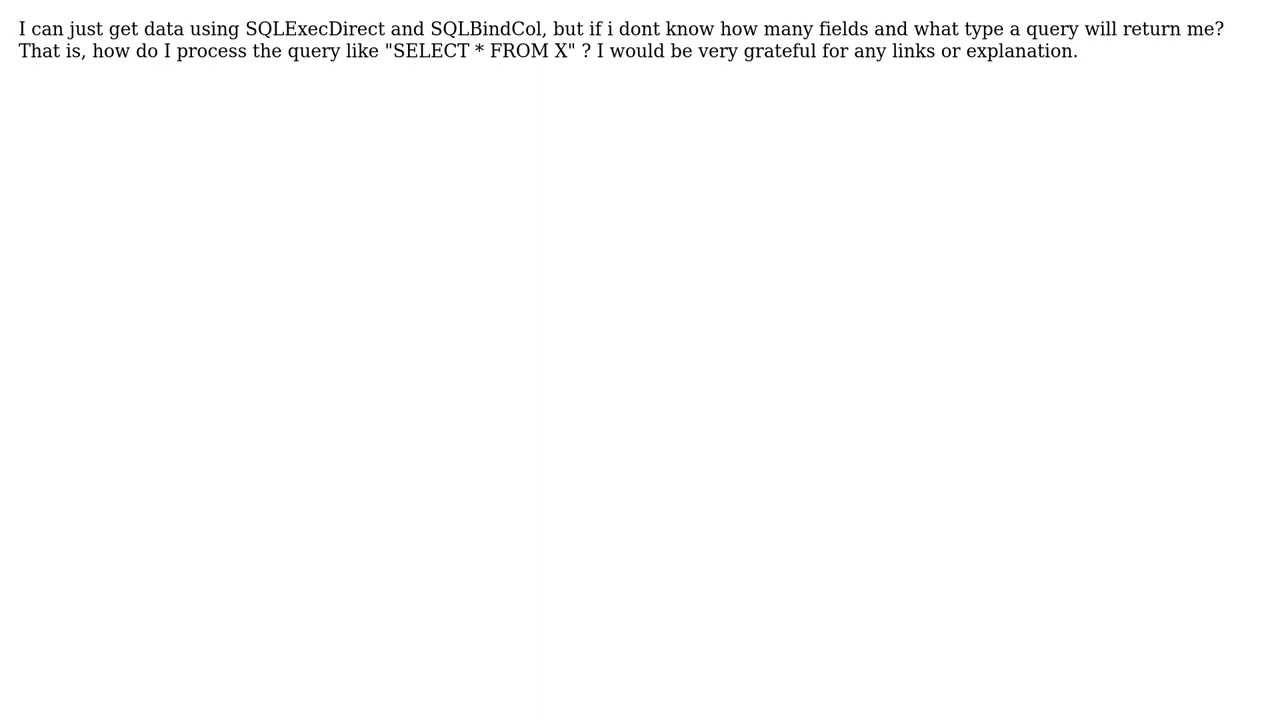 I can just get data using SQLExecDirect and SQLBindCol, but if i dont know how many fields and what type a query will return me?
That is, how do I process the query like "SELECT * FROM X" ? I would be very grateful for any links or explanation.